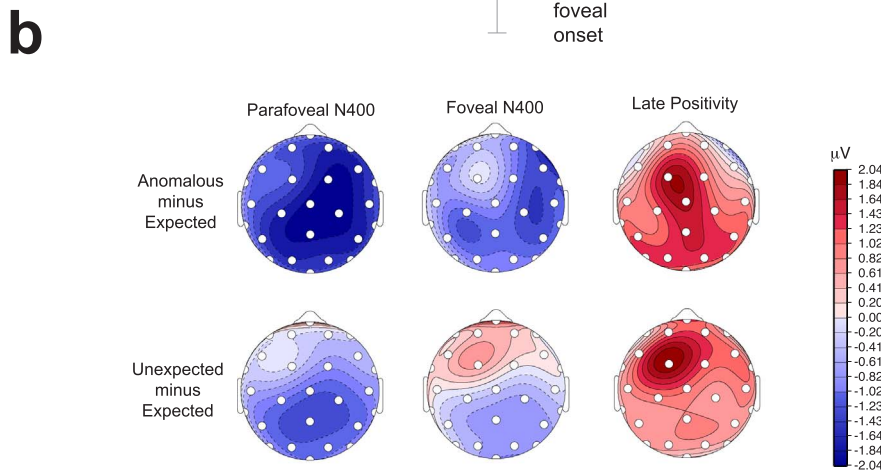 b
foveal
onset
Parafoveal N400
Foveal N400
Late Positivity
Anomalous
minus
Expected
Unexpected
minus
Expected
μV
2.04
1.84
1.64
1.43
1.23
1.02
0.82
0.61
0.41
0.20
0.00
-0.20
-0.41
-0.61
-0.82
-1.02
-1.23
-1.43
-1.64
-1.84
-2.04